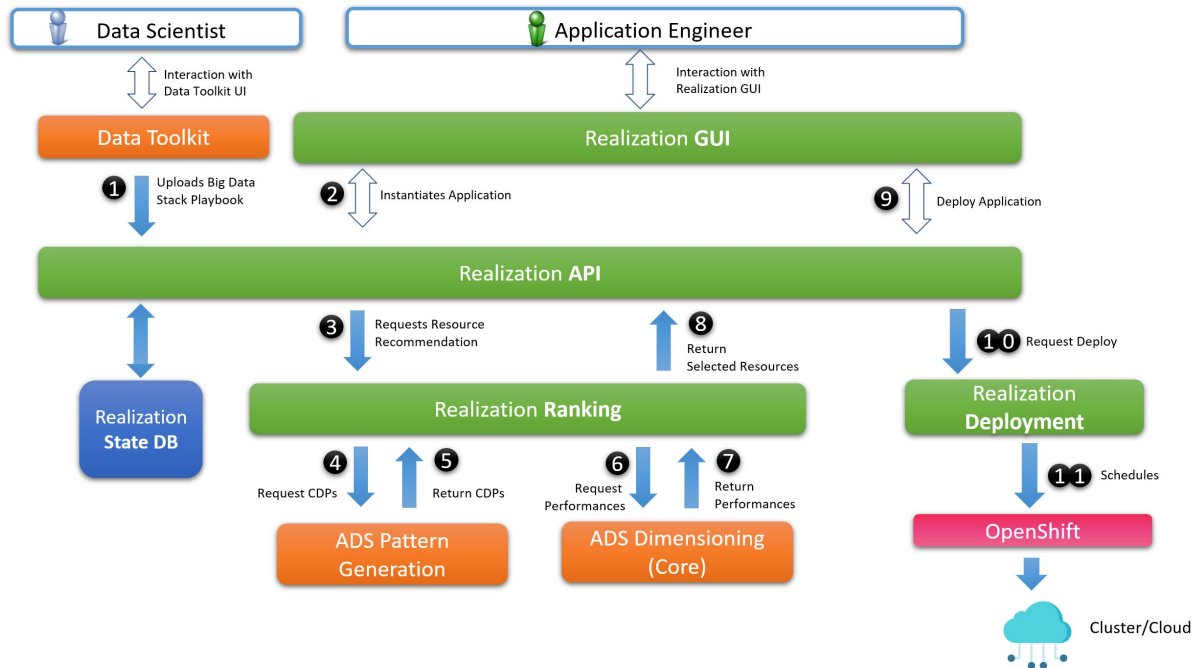 Data Scientist
Application Engineer
Interaction with
Data Toolkit UI
Interaction with
Realization GUI
Data Toolkit
Realization GUI
1
Uploads Big Data
Stack Playbook
2
Instantiates Application
9
Deploy Application
Realization API
3
Requests Resource
Recommendation
8
Return
Selected Resources
10
Request Deploy
Realization
State DB
Realization Ranking
Realization
Deployment
4
Request CDPs
5
Return CDPs
6
Request
Performances
7
Return
Performances
11
Schedules
ADS Pattern
Generation
ADS Dimensioning
(Core)
OpenShift
Cluster/Cloud